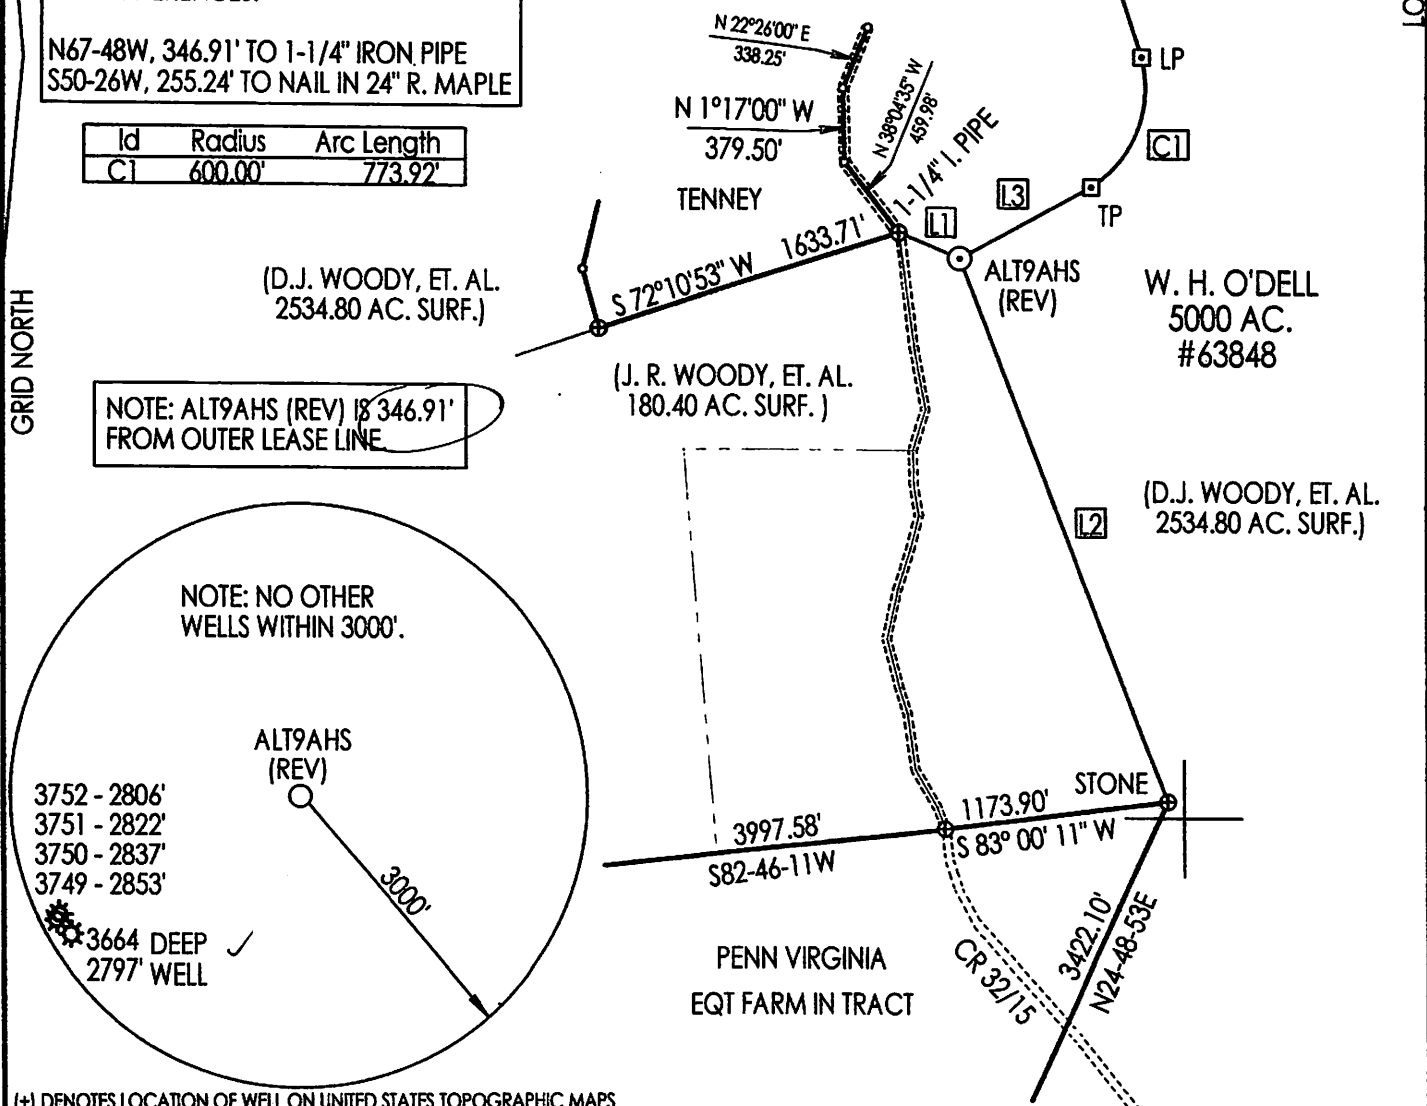 N67-48W, 346.91' TO 1-1/4" IRON PIPE
S50-26W, 255.24' TO NAIL IN 24" R. MAPLE
Id Radius Arc Length
C1 600.00' 773.92'
N 22°26'00" E
338.25'
N 1°17'00" W
379.50'
N 38°04'35" W
459.98'
1-1/4" I. PIPE
TENNEY
LP
C1
L3
L1
TP
S 72°10'53" W 1633.71'
ALT9AHS
(REV)
(D.J. WOODY, ET. AL.
2534.80 AC. SURF.)
W. H. O'DELL
5000 AC.
#63848
GRID NORTH
(J. R. WOODY, ET. AL.
180.40 AC. SURF. )
NOTE: ALT9AHS (REV) IS 346.91'
FROM OUTER LEASE LINE.
(D.J. WOODY, ET. AL.
2534.80 AC. SURF.)
L2
NOTE: NO OTHER
WELLS WITHIN 3000'.
ALT9AHS
(REV)
3752 - 2806'
3751 - 2822'
3750 - 2837'
3749 - 2853'
3000'
3664 DEEP
2797' WELL
STONE
1173.90'
S 83° 00' 11" W
3997.58'
S82-46-11W
3422.10'
N24-48-53E
PENN VIRGINIA
EQT FARM IN TRACT
CR 32/15
(+) DENOTES LOCATION OF WELL ON UNITED STATES TOPOGRAPHIC MAPS